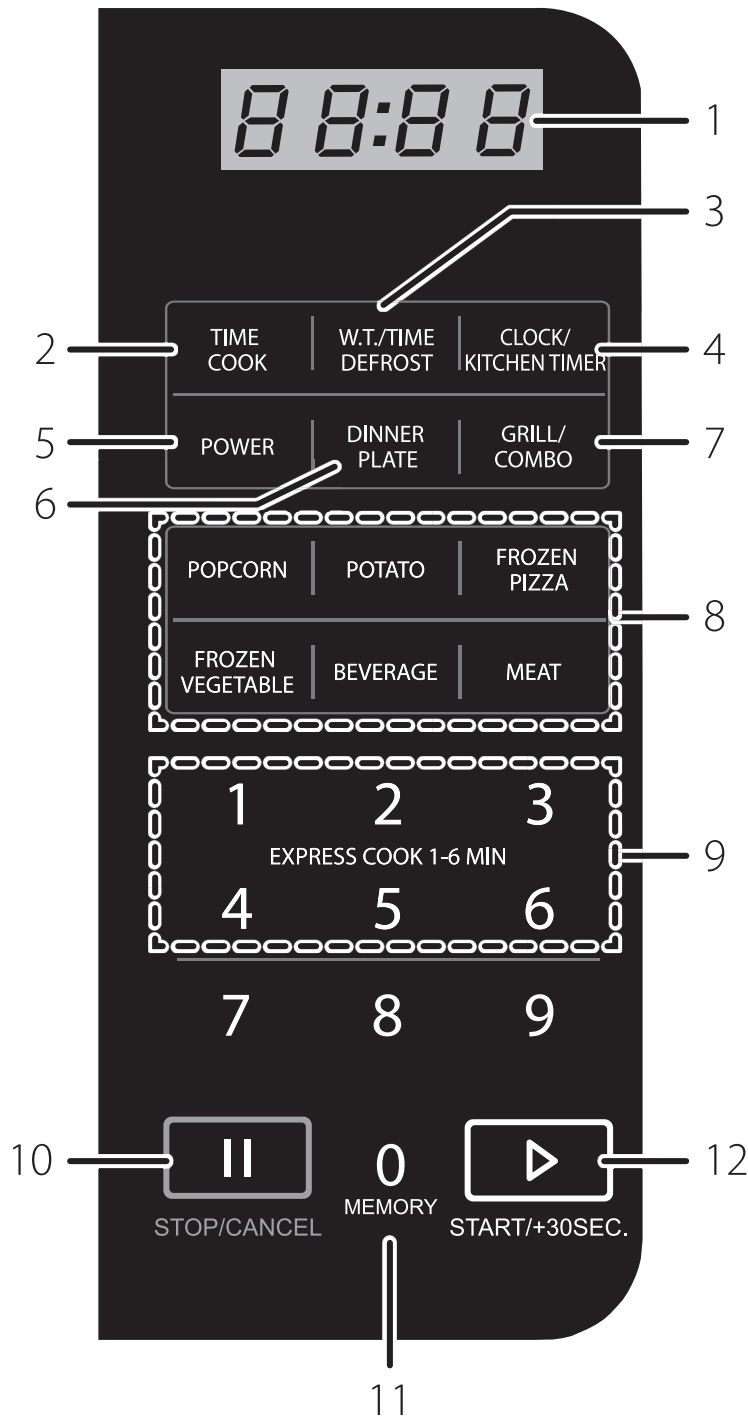 88:88
1
3
2
TIME
COOK
W.T./TIME
DEFROST
CLOCK/
KITCHEN TIMER
4
5
POWER
DINNER
PLATE
GRILL/
COMBO
7
6
POPCORN
POTATO
FROZEN
PIZZA
8
FROZEN
VEGETABLE
BEVERAGE
MEAT
1 2 3
EXPRESS COOK 1-6 MIN
9
4 5 6
7 8 9
10
0
MEMORY
12
STOP/CANCEL
START/+30SEC.
11